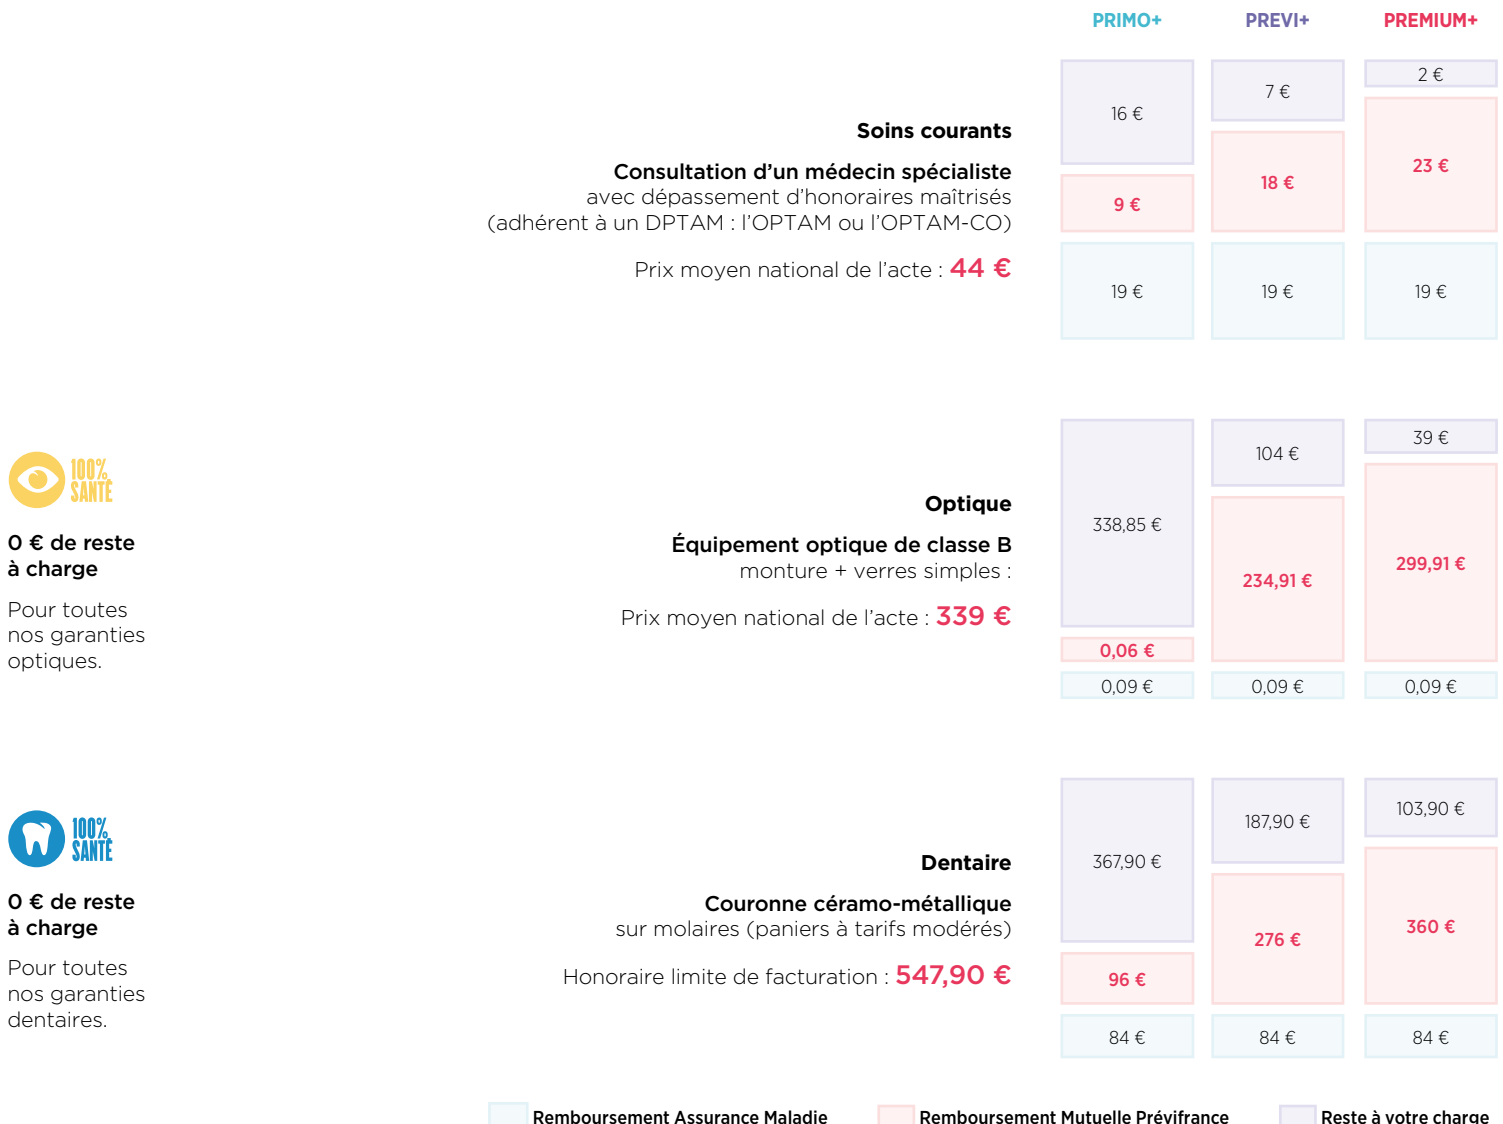 PRIMO+ PREVI+ PREMIUM+
Soins courants
Consultation d’un médecin spécialiste
avec dépassement d’honoraires maîtrisés
(adhérent à un DPTAM : l’OPTAM ou l’OPTAM-CO)
Prix moyen national de l’acte : 44 €
16 € 7 € 2 €
9 € 18 € 23 €
19 € 19 € 19 €
100%
SANTÉ
0 € de reste
à charge
Pour toutes
nos garanties
optiques.
Optique
Équipement optique de classe B
monture + verres simples :
Prix moyen national de l’acte : 339 €
338,85 € 104 € 39 €
0,06 € 234,91 € 299,91 €
0,09 € 0,09 € 0,09 €
100%
SANTÉ
0 € de reste
à charge
Pour toutes
nos garanties
dentaires.
Dentaire
Couronne céramo-métallique
sur molaires (paniers à tarifs modérés)
Honoraire limite de facturation : 547,90 €
367,90 € 187,90 € 103,90 €
96 € 276 € 360 €
84 € 84 € 84 €
Remboursement Assurance Maladie Remboursement Mutuelle Prévifrance Reste à votre charge